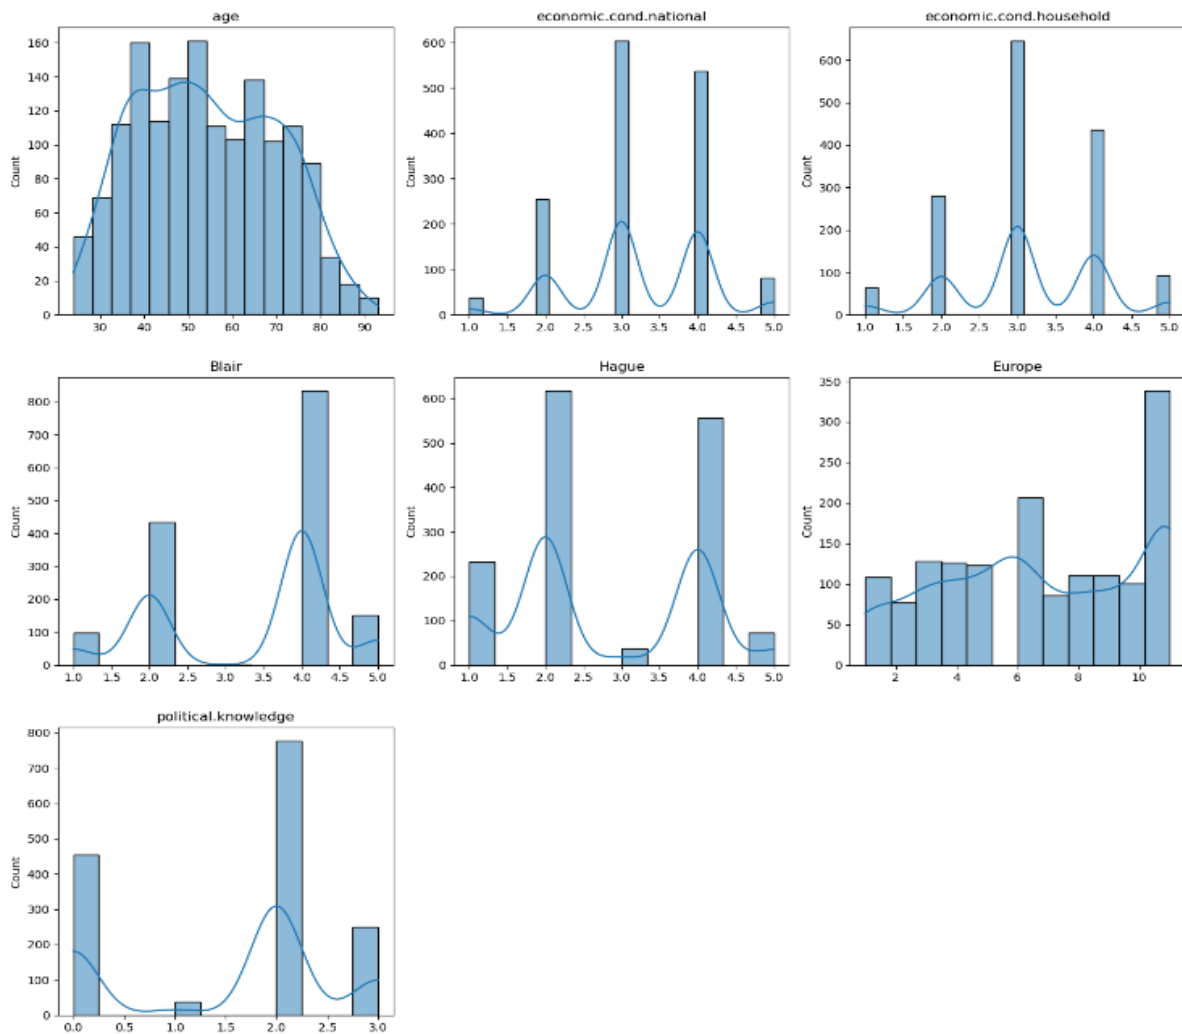 age
economic.cond.national
economic.cond.household
160
140
120
100
80
60
40
20
0
Count
30 40 50 60 70 80 90
600
500
400
300
200
100
0
Count
1.0 1.5 2.0 2.5 3.0 3.5 4.0 4.5 5.0
600
500
400
300
200
100
0
Count
1.0 1.5 2.0 2.5 3.0 3.5 4.0 4.5 5.0
Blair
Hague
Europe
800
700
600
500
400
300
200
100
0
Count
1.0 1.5 2.0 2.5 3.0 3.5 4.0 4.5 5.0
600
500
400
300
200
100
0
Count
1.0 1.5 2.0 2.5 3.0 3.5 4.0 4.5 5.0
350
300
250
200
150
100
50
0
Count
2 4 6 8 10
political.knowledge
800
700
600
500
400
300
200
100
0
Count
0.0 0.5 1.0 1.5 2.0 2.5 3.0